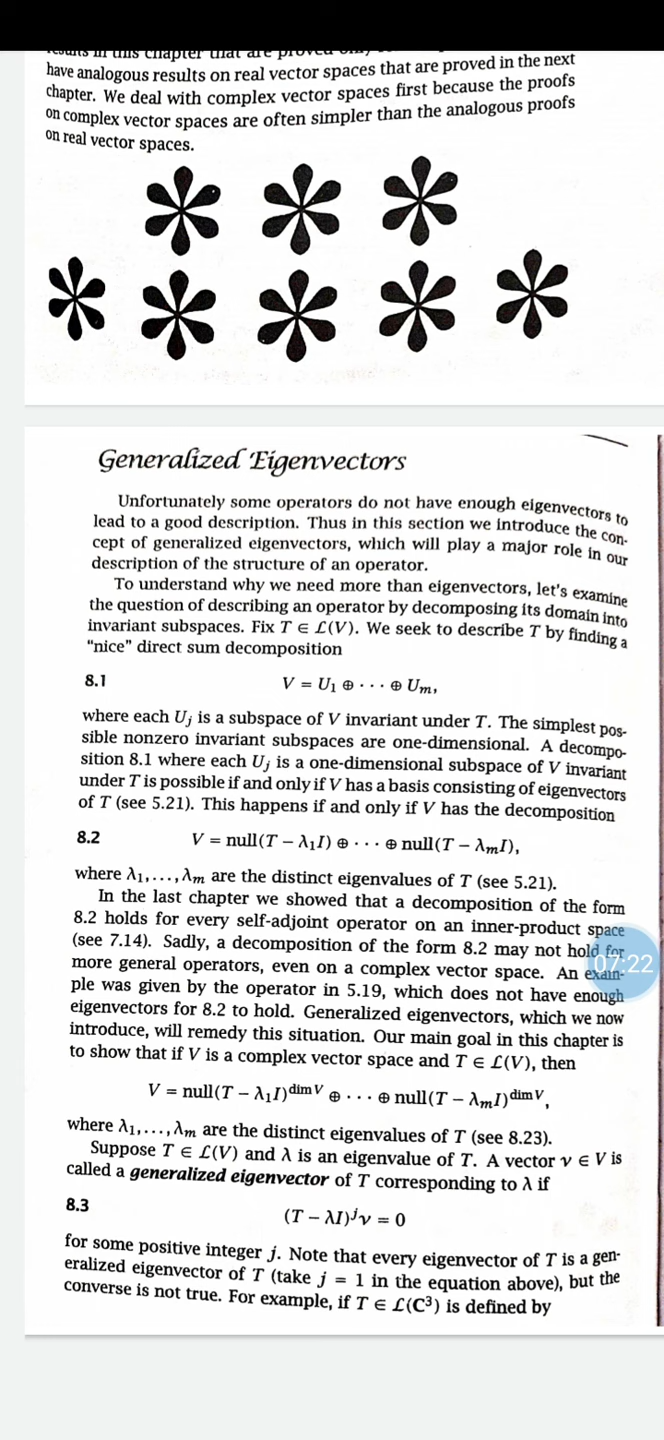 results in this chapter that are proved
have analogous results on real vector spaces that are proved in the next
chapter. We deal with complex vector spaces first because the proofs
on complex vector spaces are often simpler than the analogous proofs
on real vector spaces.
Generalized Eigenvectors
Unfortunately some operators do not have enough eigenvectors to
lead to a good description. Thus in this section we introduce the con-
cept of generalized eigenvectors, which will play a major role in our
description of the structure of an operator.
To understand why we need more than eigenvectors, let's examine
the question of describing an operator by decomposing its domain into
invariant subspaces. Fix T ∈ ℒ(V). We seek to describe T by finding a
"nice" direct sum decomposition
8.1 V = U₁ ⊕ · · · ⊕ Uₘ,
where each Uⱼ is a subspace of V invariant under T. The simplest pos-
sible nonzero invariant subspaces are one-dimensional. A decompo-
sition 8.1 where each Uⱼ is a one-dimensional subspace of V invariant
under T is possible if and only if V has a basis consisting of eigenvectors
of T (see 5.21). This happens if and only if V has the decomposition
8.2 V = null(T − λ₁I) ⊕ · · · ⊕ null(T − λₘI),
where λ₁,...,λₘ are the distinct eigenvalues of T (see 5.21).
In the last chapter we showed that a decomposition of the form
8.2 holds for every self-adjoint operator on an inner-product space
(see 7.14). Sadly, a decomposition of the form 8.2 may not hold for
more general operators, even on a complex vector space. An exam-
07:22
ple was given by the operator in 5.19, which does not have enough
eigenvectors for 8.2 to hold. Generalized eigenvectors, which we now
introduce, will remedy this situation. Our main goal in this chapter is
to show that if V is a complex vector space and T ∈ ℒ(V), then
V = null(T − λ₁I)^dim V ⊕ · · · ⊕ null(T − λₘI)^dim V,
where λ₁,...,λₘ are the distinct eigenvalues of T (see 8.23).
Suppose T ∈ ℒ(V) and λ is an eigenvalue of T. A vector v ∈ V is
called a generalized eigenvector of T corresponding to λ if
8.3 (T − λI)ʲv = 0
for some positive integer j. Note that every eigenvector of T is a gen-
eralized eigenvector of T (take j = 1 in the equation above), but the
converse is not true. For example, if T ∈ ℒ(C³) is defined by